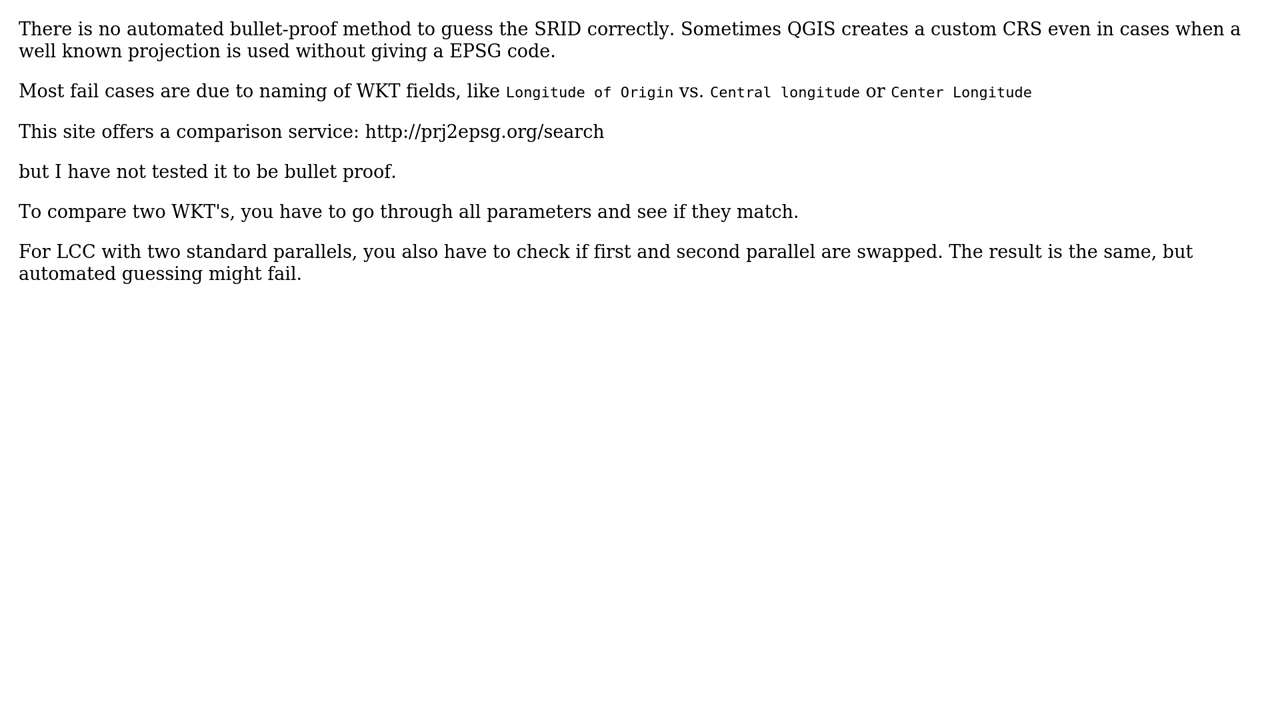 There is no automated bullet-proof method to guess the SRID correctly. Sometimes QGIS creates a custom CRS even in cases when a
well known projection is used without giving a EPSG code.
Most fail cases are due to naming of WKT fields, like Longitude of Origin vs. Central longitude or Center Longitude
This site offers a comparison service: http://prj2epsg.org/search
but I have not tested it to be bullet proof.
To compare two WKT's, you have to go through all parameters and see if they match.
For LCC with two standard parallels, you also have to check if first and second parallel are swapped. The result is the same, but
automated guessing might fail.